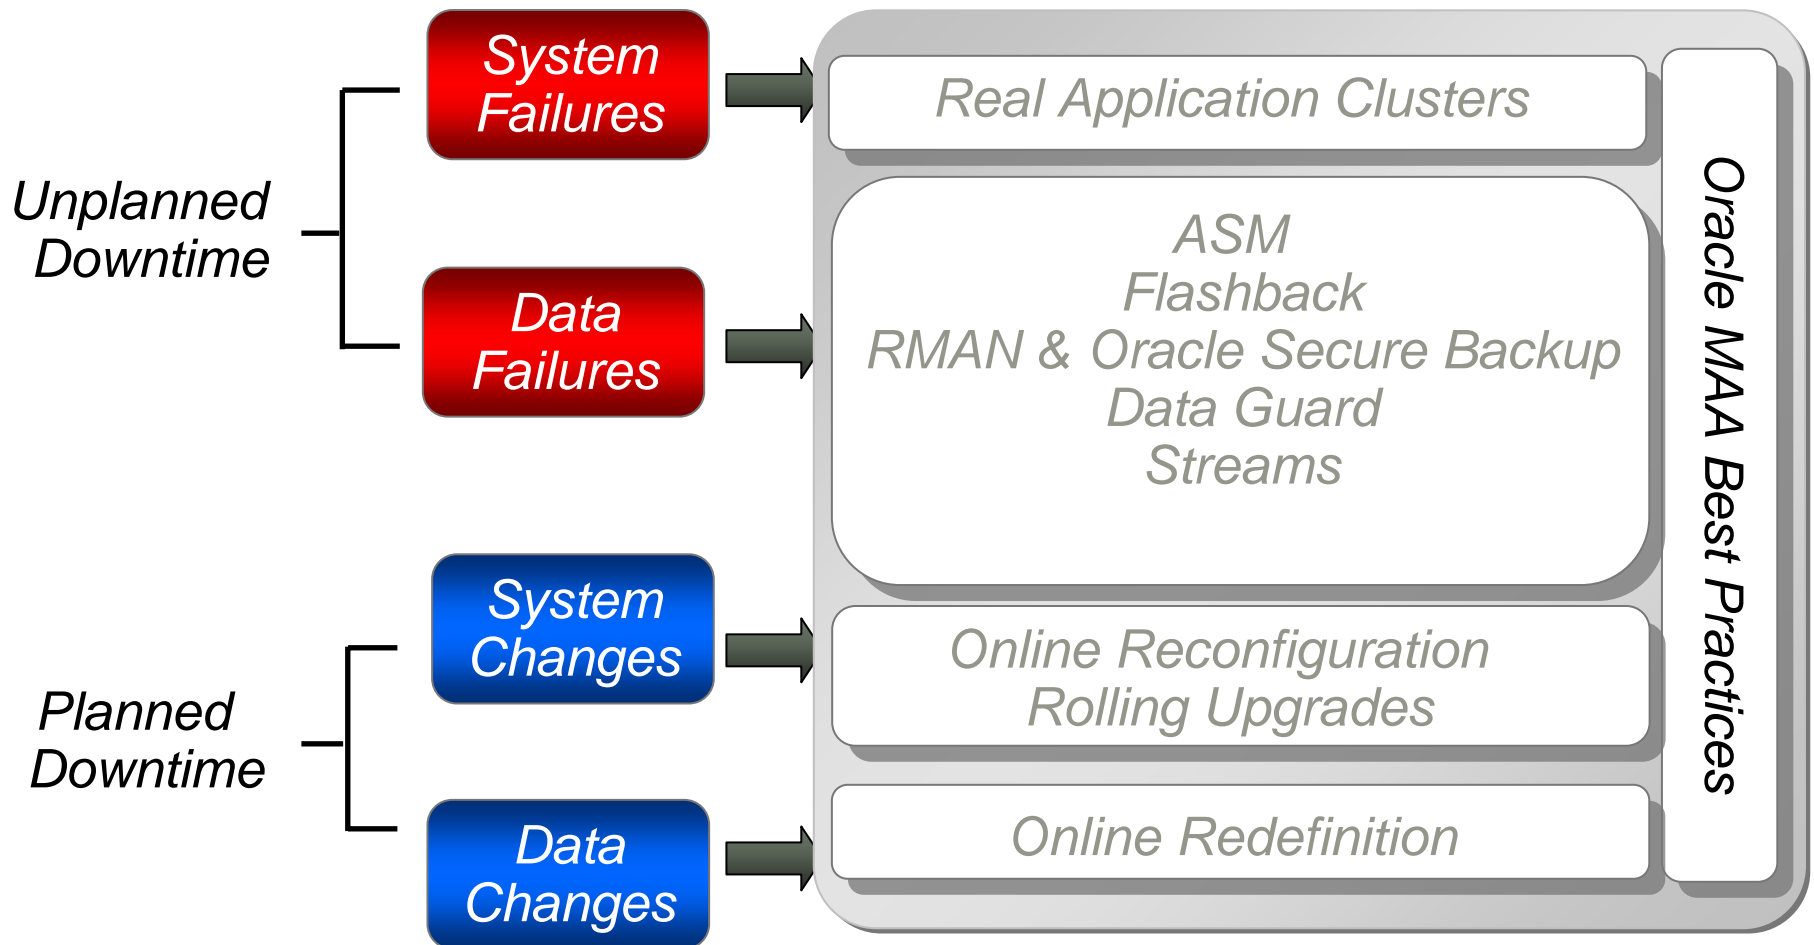 Unplanned
Downtime
System
Failures
Real Application Clusters
Data
Failures
ASM
Flashback
RMAN & Oracle Secure Backup
Data Guard
Streams
Planned
Downtime
System
Changes
Online Reconfiguration
Rolling Upgrades
Data
Changes
Online Redefinition
Oracle MAA Best Practices